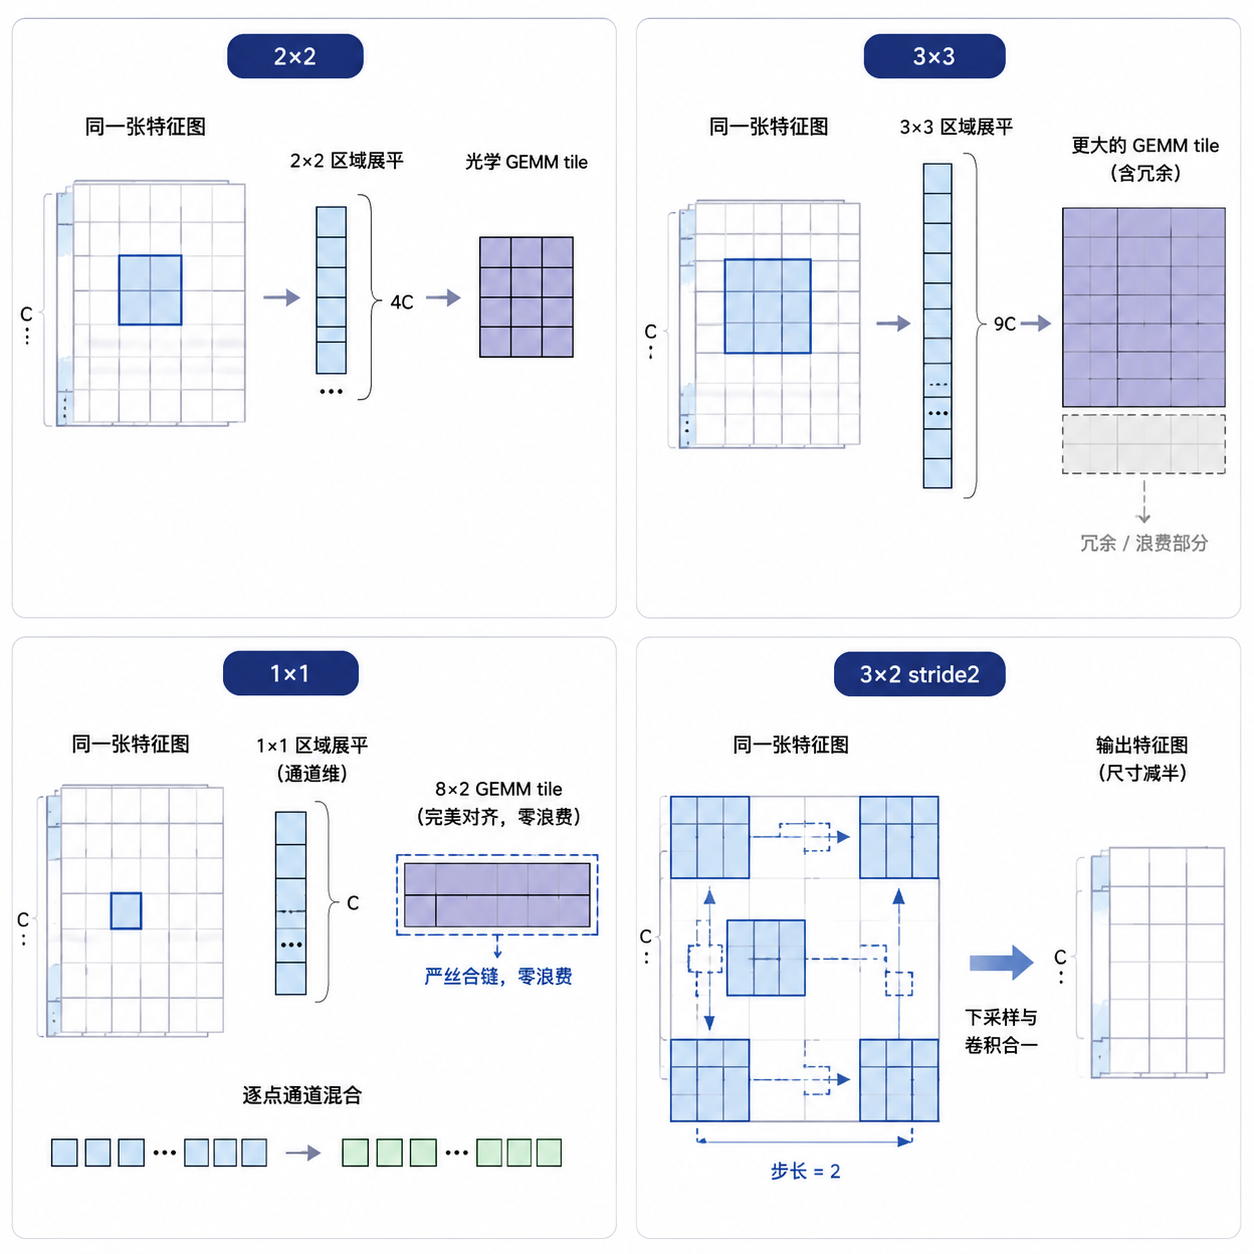 2×2
同一张特征图
2×2 区域展平
光学 GEMM tile
C
⋮
4C
•••
3×3
同一张特征图
3×3 区域展平
更大的 GEMM tile
（含冗余）
C
⋮
9C
•••
冗余 / 浪费部分
1×1
同一张特征图
1×1 区域展平
（通道维）
8×2 GEMM tile
（完美对齐，零浪费）
C
⋮
•••
C
严丝合链，零浪费
逐点通道混合
•••
•••
3×2 stride2
同一张特征图
输出特征图
（尺寸减半）
C
⋮
C
⋮
下采样与
卷积合一
步长 = 2